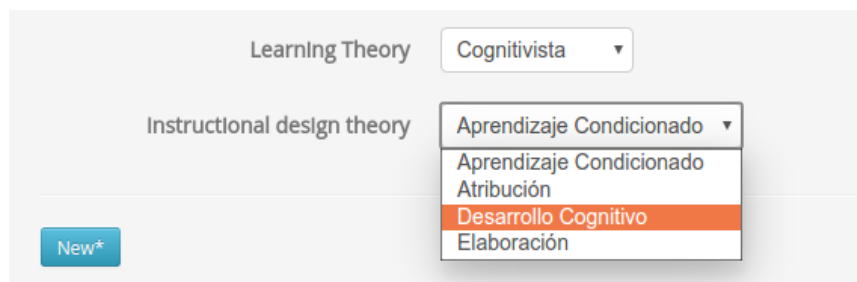 Learning Theory Cognitivista
Instructional design theory Aprendizaje Condicionado
Aprendizaje Condicionado
Atribución
Desarrollo Cognitivo
Elaboración
New*